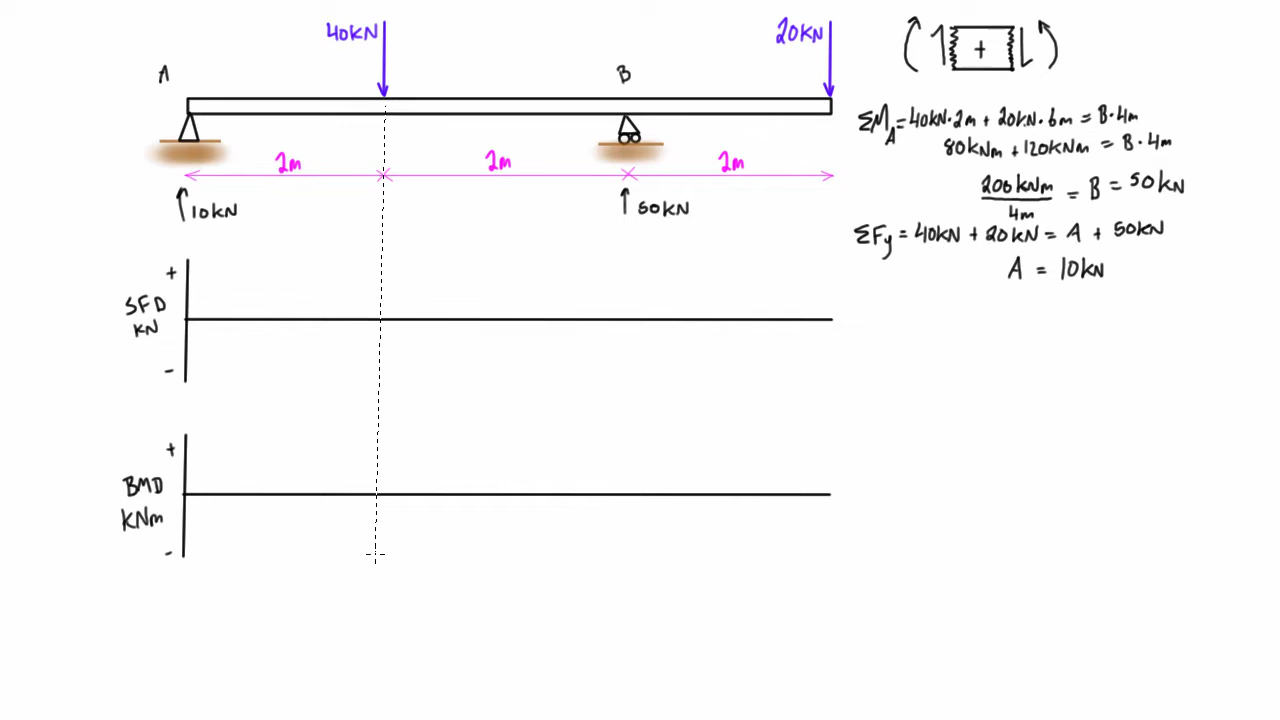 40KN
20KN
A
B
+
ΣM_A = 40KN·2m + 20KN·6m = B·4m
80KNm + 120KNm = B·4m
200KNm / 4m = B = 50KN
ΣFy = 40KN + 20KN = A + 50KN
A = 10KN
2m
2m
2m
10KN
50KN
+
SFD
KN
-
+
BMD
KNm
-